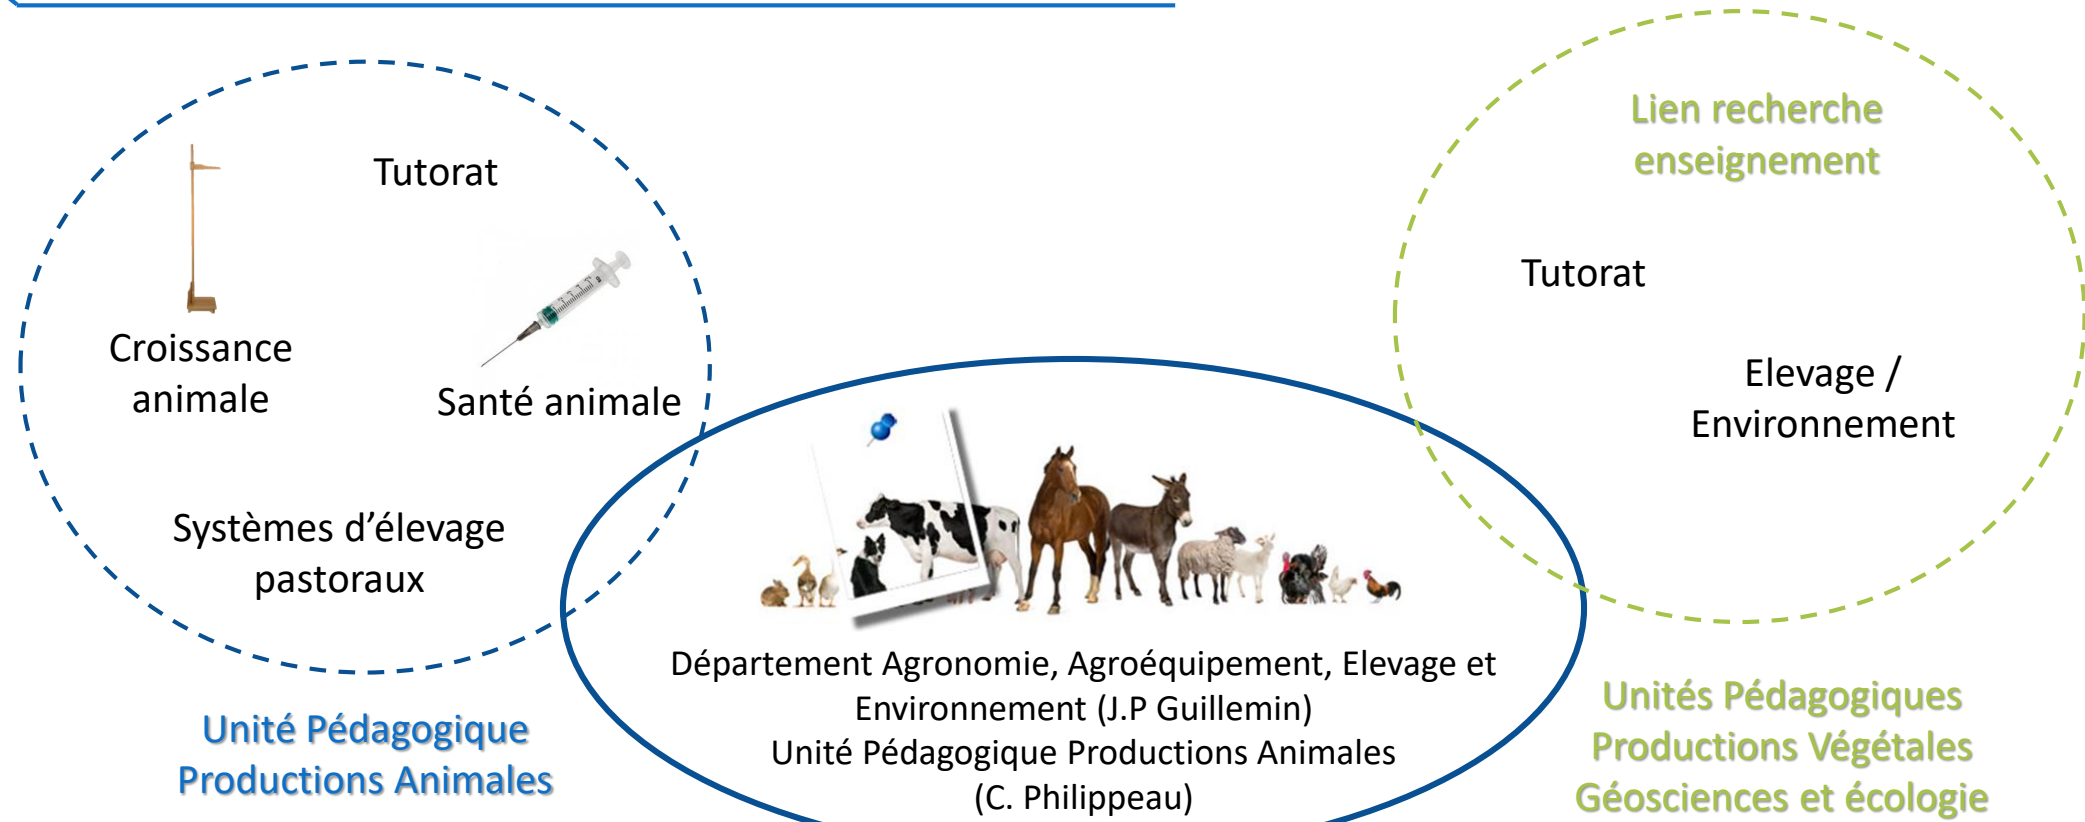 Tutorat
Croissance
animale
Santé animale
Systèmes d’élevage
pastoraux
Unité Pédagogique
Productions Animales
Département Agronomie, Agroéquipement, Elevage et
Environnement (J.P Guillemin)
Unité Pédagogique Productions Animales
(C. Philippeau)
Lien recherche
enseignement
Tutorat
Elevage /
Environnement
Unités Pédagogiques
Productions Végétales
Géosciences et écologie